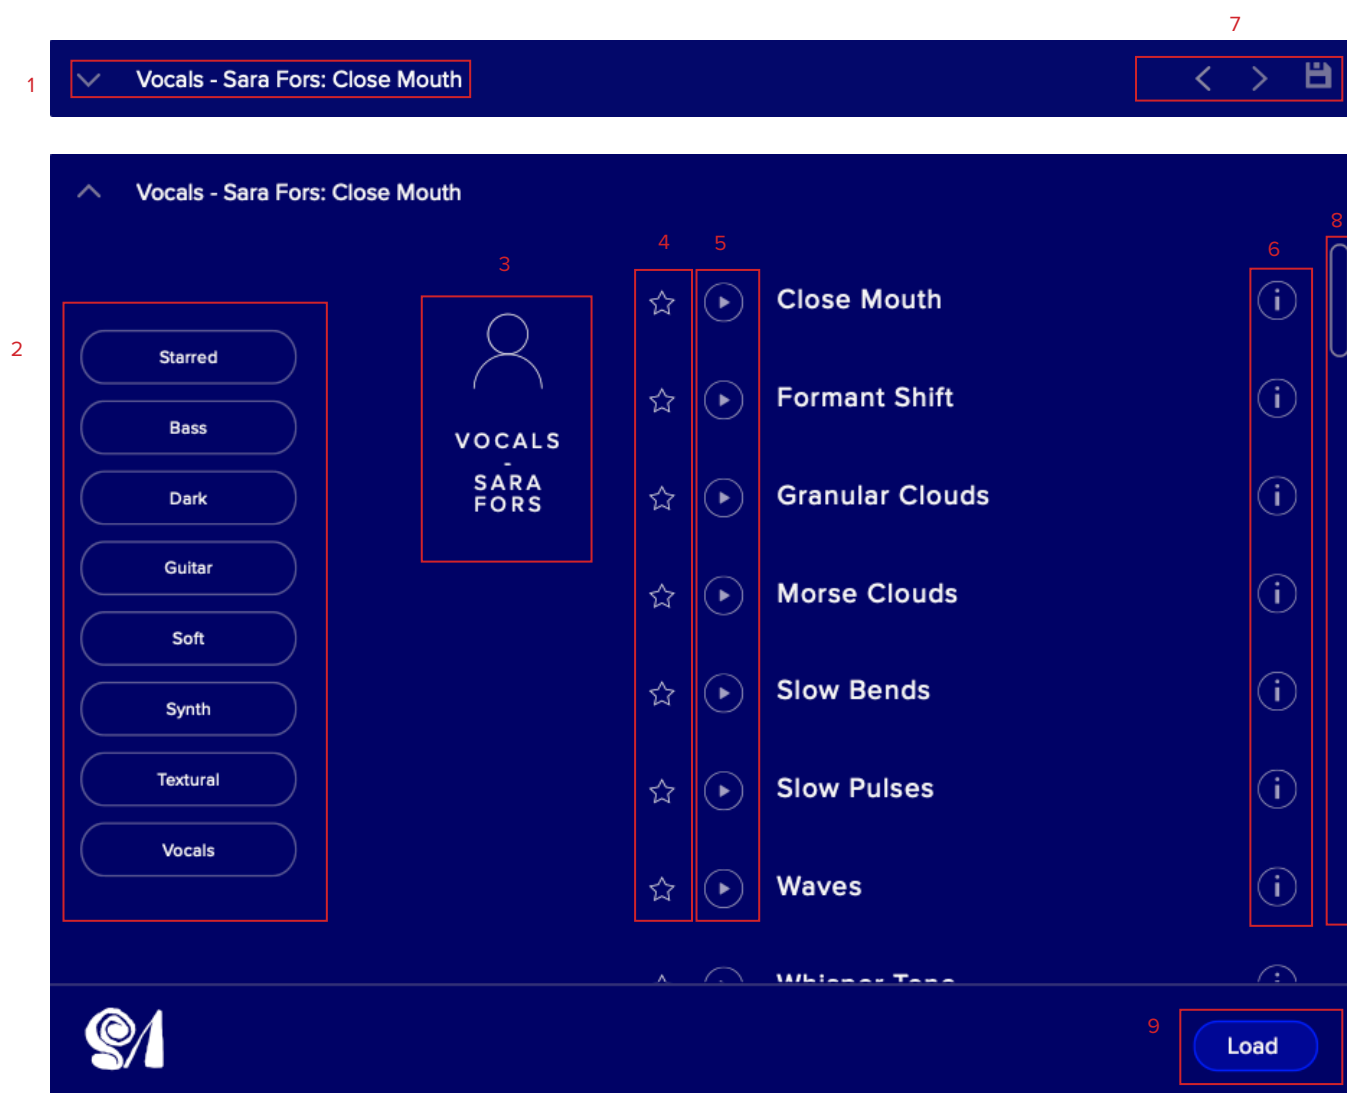 7
1
Vocals - Sara Fors: Close Mouth
Vocals - Sara Fors: Close Mouth
8
4
5
6
3
2
Starred
Bass
Dark
Guitar
Soft
Synth
Textural
Vocals
VOCALS
-
SARA
FORS
Close Mouth
Formant Shift
Granular Clouds
Morse Clouds
Slow Bends
Slow Pulses
Waves
Whisper Tone
9
Load